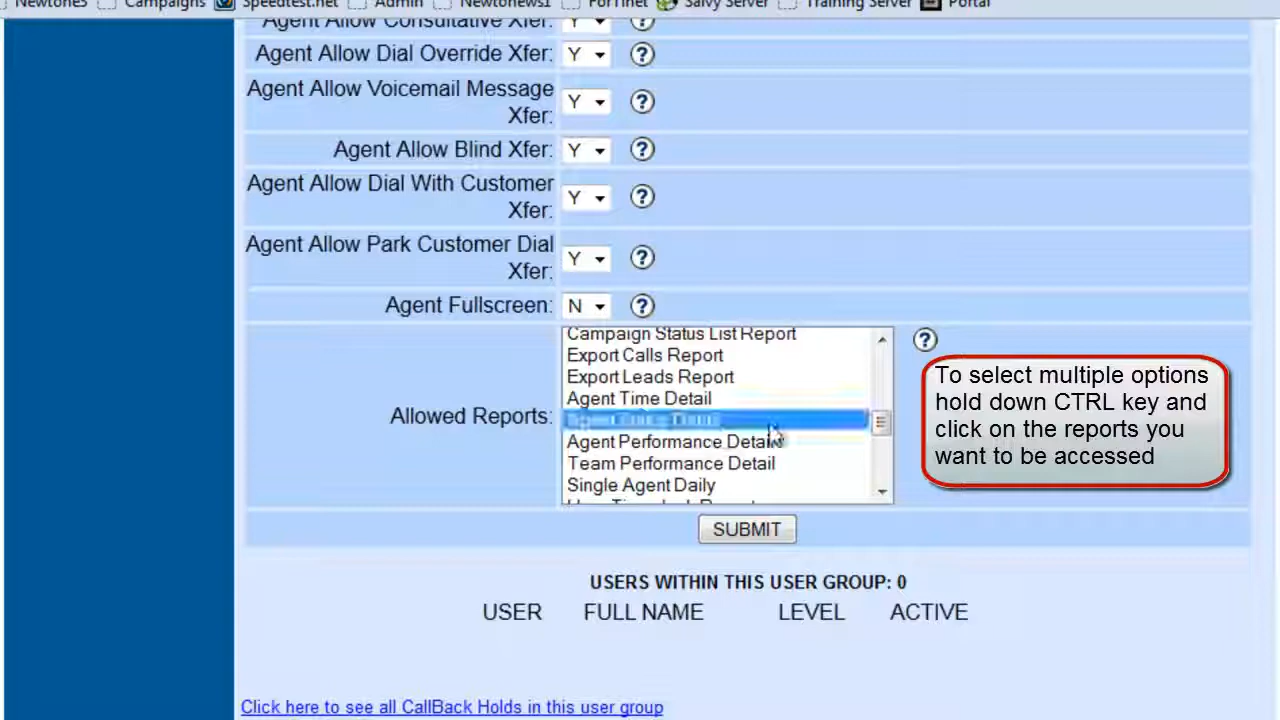 Newtone3 Campaigns Speedtest.net Admin Newtonews1 Fortinet Salvy Server Training Server Portal
Agent Allow Consultative Xfer: Y ?
Agent Allow Dial Override Xfer: Y ?
Agent Allow Voicemail Message
Xfer: Y ?
Agent Allow Blind Xfer: Y ?
Agent Allow Dial With Customer
Xfer: Y ?
Agent Allow Park Customer Dial
Xfer: Y ?
Agent Fullscreen: N ?
Allowed Reports:
Campaign Status List Report
Export Calls Report
Export Leads Report
Agent Time Detail
Agent Performance Detail
Team Performance Detail
Single Agent Daily
?
To select multiple options
hold down CTRL key and
click on the reports you
want to be accessed
SUBMIT
USERS WITHIN THIS USER GROUP: 0
USER FULL NAME LEVEL ACTIVE
Click here to see all CallBack Holds in this user group